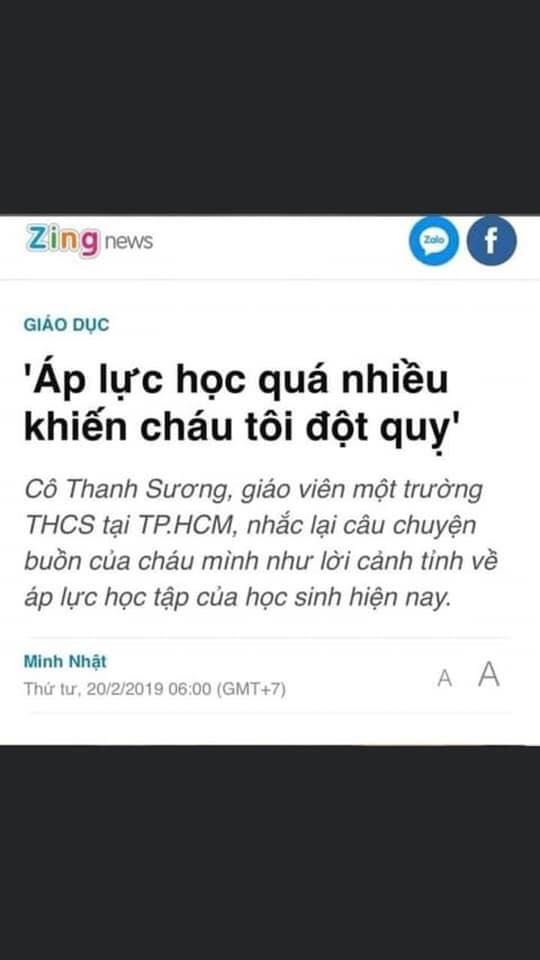 Zing news
Zalo f
GIÁO DỤC
'Áp lực học quá nhiều
khiến cháu tôi đột quỵ'
Cô Thanh Sương, giáo viên một trường
THCS tại TP.HCM, nhắc lại câu chuyện
buồn của cháu mình như lời cảnh tỉnh về
áp lực học tập của học sinh hiện nay.
Minh Nhật
Thứ tư, 20/2/2019 06:00 (GMT+7)
A A